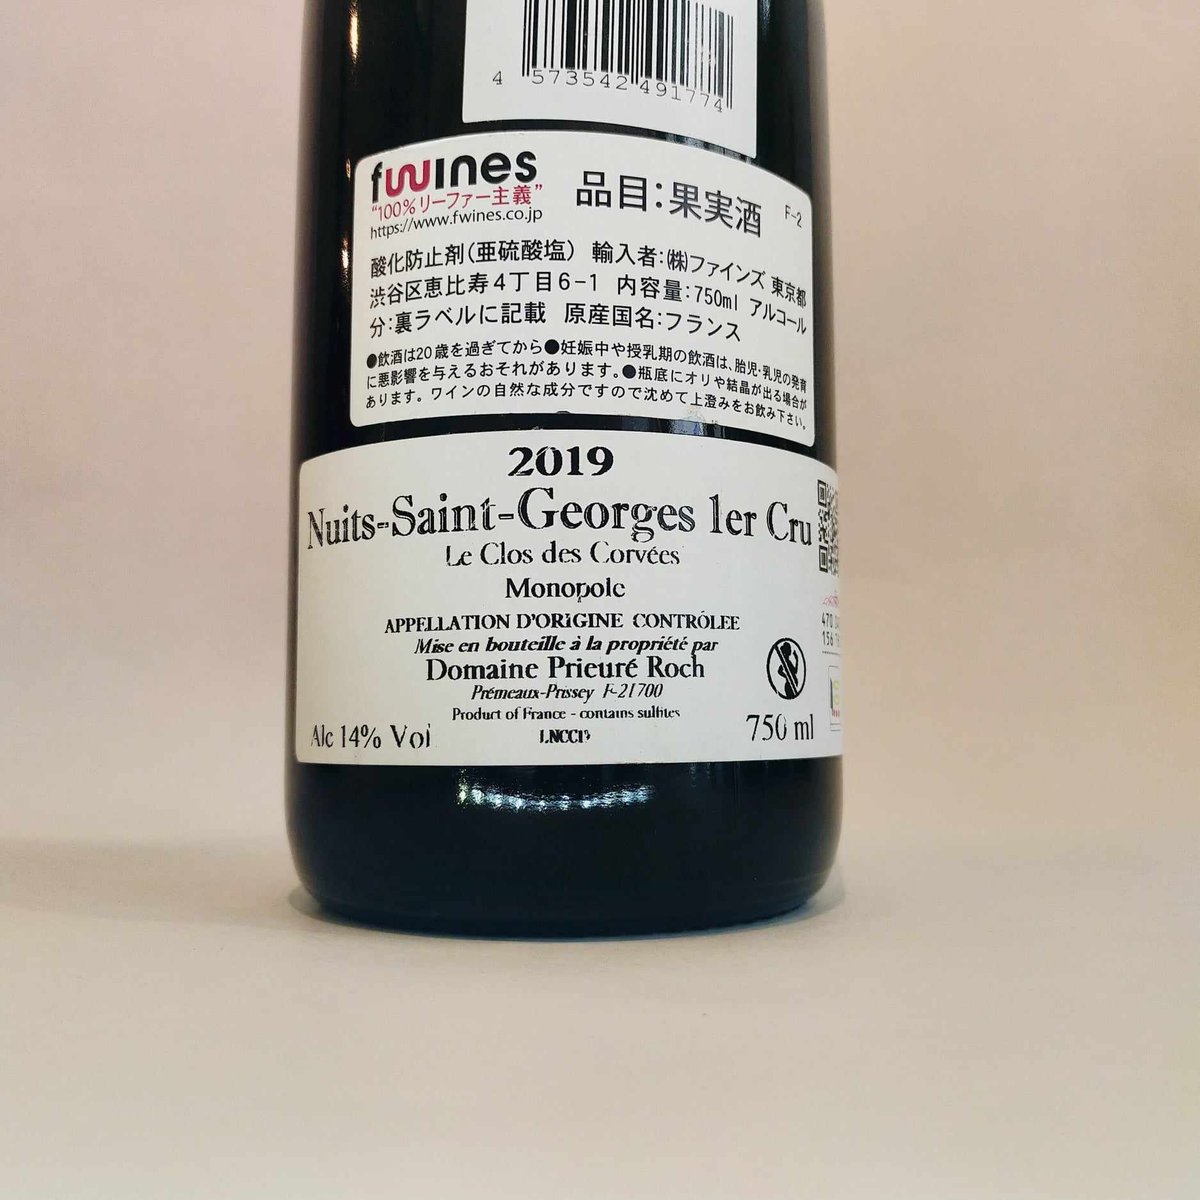 4 573542 491774
fwines
"100%リーファー主義"
https://www.fwines.co.jp
品目：果実酒
F-2
酸化防止剤（亜硫酸塩） 輸入者：㈱ファインズ 東京都
渋谷区恵比寿4丁目6-1 内容量：750ml アルコール
分：裏ラベルに記載 原産国名：フランス
●飲酒は20歳を過ぎてから●妊娠中や授乳期の飲酒は、胎児・乳児の発育
に悪影響を与えるおそれがあります。●瓶底にオリや結晶が出る場合が
あります。ワインの自然な成分ですので沈めて上澄みをお飲み下さい。
2019
Nuits-Saint-Georges 1er Cru
Le Clos des Corvées
Monopole
APPELLATION D'ORIGINE CONTRÔLEE
Mise en bouteille à la propriété par
Domaine Prieuré Roch
Prémeaux-Prissey F-21700
Product of France - contains sulfites
Alc 14% Vol
750 ml
470
156